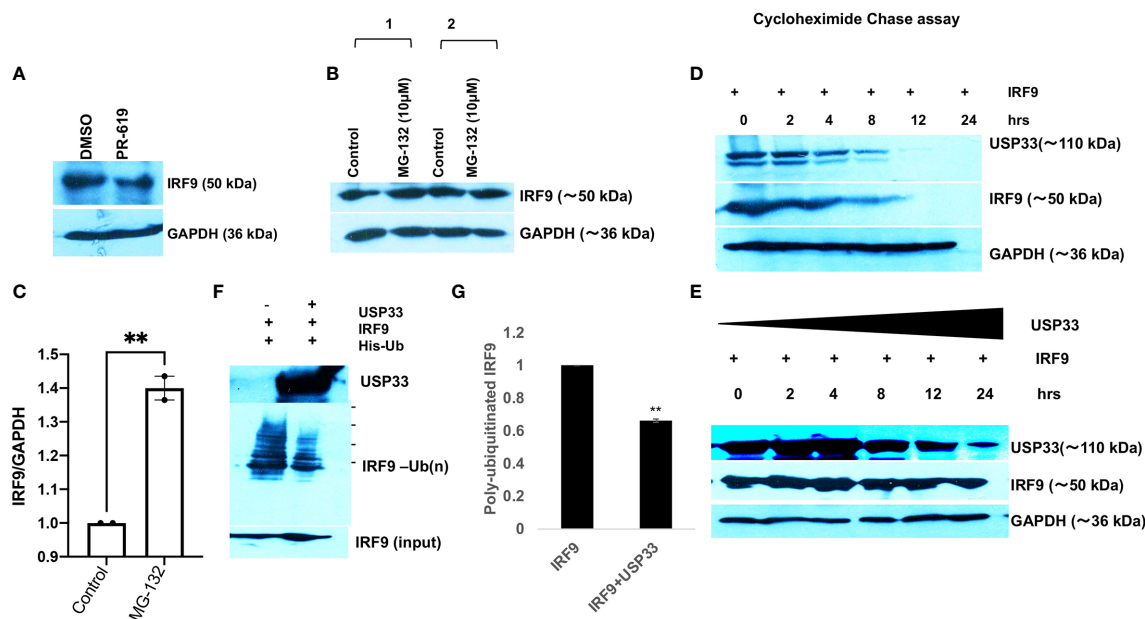 Cycloheximide Chase assay
A
DMSO
PR-619
IRF9 (50 kDa)
GAPDH (36 kDa)
B
1 2
Control
MG-132 (10µM)
Control
MG-132 (10µM)
IRF9 (~50 kDa)
GAPDH (~36 kDa)
D
+ + + + + + IRF9
0 2 4 8 12 24 hrs
USP33(~110 kDa)
IRF9 (~50 kDa)
GAPDH (~36 kDa)
C
**
IRF9/GAPDH
1.5
1.4
1.3
1.2
1.1
1.0
0.9
Control
MG-132
F
- + USP33
+ + IRF9
+ + His-Ub
USP33
IRF9 –Ub(n)
IRF9 (input)
G
Poly-ubiquitinated IRF9
1.2
1
0.8
0.6
0.4
0.2
0
**
IRF9
IRF9+USP33
E
USP33
+ + + + + + IRF9
0 2 4 8 12 24 hrs
USP33(~110 kDa)
IRF9 (~50 kDa)
GAPDH (~36 kDa)